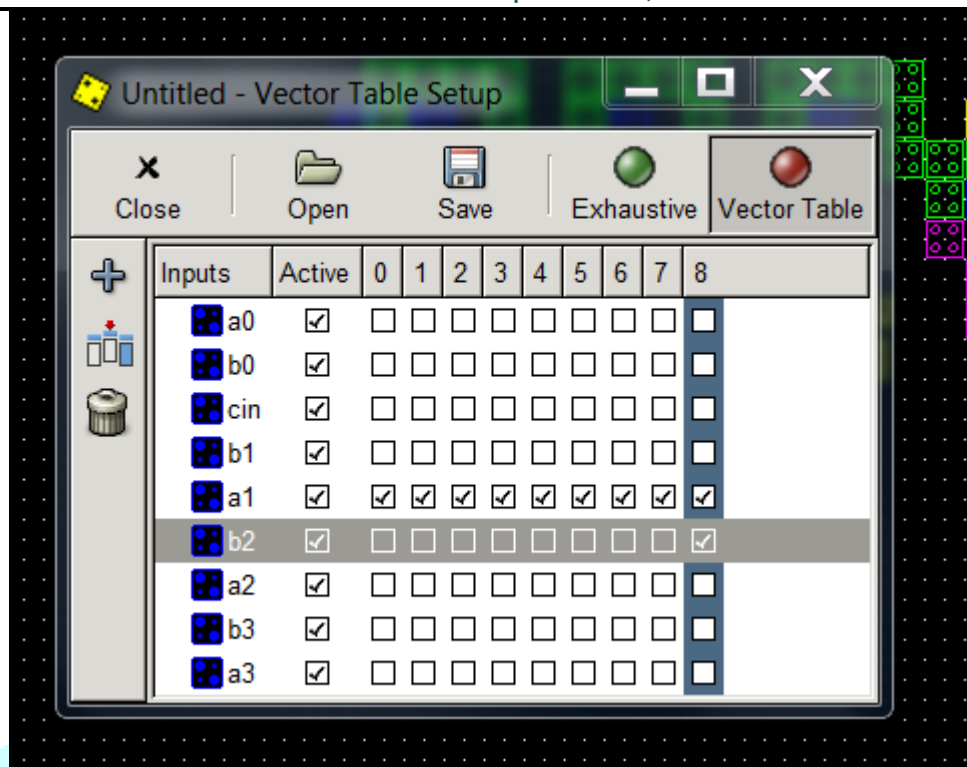 Untitled - Vector Table Setup
Close Open Save Exhaustive Vector Table
Inputs Active 0 1 2 3 4 5 6 7 8
a0
b0
cin
b1
a1
b2
a2
b3
a3